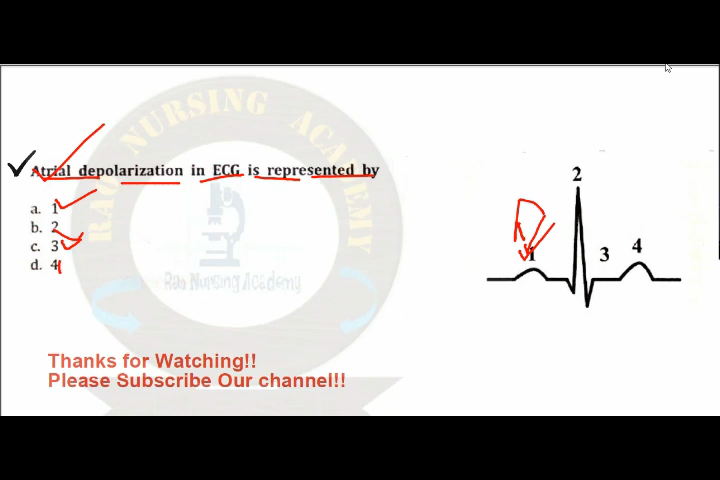 RAO NURSING ACADEMY
Atrial depolarization in ECG is represented by
a. 1
b. 2
c. 3
d. 4
Rao Nursing Academy
2
P
1
3
4
Thanks for Watching!!
Please Subscribe Our channel!!